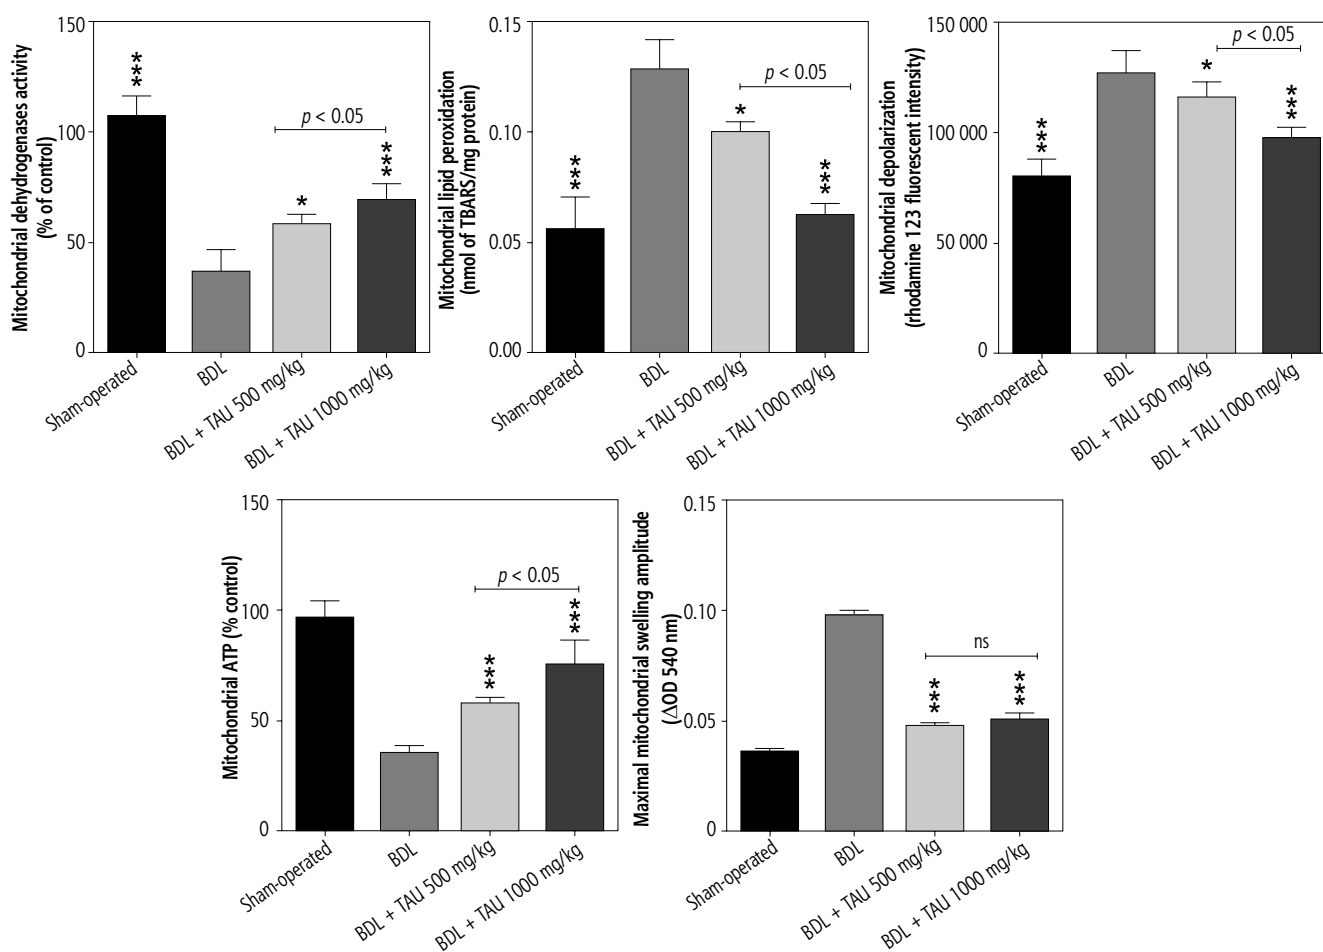 Mitochondrial dehydrogenases activity
(% of control)
150
100
50
0
***
*
***
p < 0.05
Sham-operated
BDL
BDL + TAU 500 mg/kg
BDL + TAU 1000 mg/kg
Mitochondrial lipid peroxidation
(nmol of TBARS/mg protein)
0.15
0.10
0.05
0.00
***
*
***
p < 0.05
Sham-operated
BDL
BDL + TAU 500 mg/kg
BDL + TAU 1000 mg/kg
Mitochondrial depolarization
(rhodamine 123 fluorescent intensity)
150 000
100 000
50 000
0
***
*
***
p < 0.05
Sham-operated
BDL
BDL + TAU 500 mg/kg
BDL + TAU 1000 mg/kg
Mitochondrial ATP (% control)
150
100
50
0
***
***
p < 0.05
Sham-operated
BDL
BDL + TAU 500 mg/kg
BDL + TAU 1000 mg/kg
Maximal mitochondrial swelling amplitude
(△OD 540 nm)
0.15
0.10
0.05
0
***
***
ns
Sham-operated
BDL
BDL + TAU 500 mg/kg
BDL + TAU 1000 mg/kg